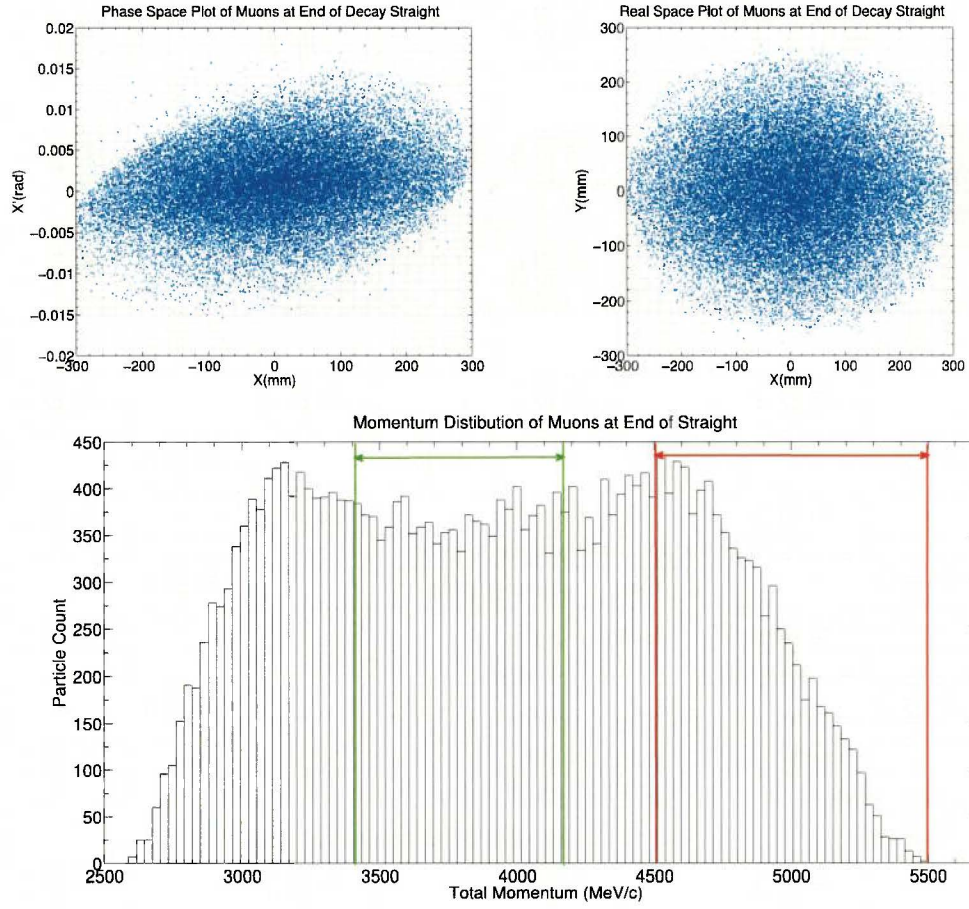 Phase Space Plot of Muons at End of Decay Straight
0.02
0.015
0.01
0.005
0
−0.005
−0.01
−0.015
−0.02
X'(rad)
−300 −200 −100 0 100 200 300
X(mm)
Real Space Plot of Muons at End of Decay Straight
300
200
100
0
−100
−200
−300
Y(mm)
−300 −200 −100 0 100 200 300
X(mm)
Momentum Distibution of Muons at End of Straight
450
400
350
300
250
200
150
100
50
0
Particle Count
2500 3000 3500 4000 4500 5000 5500
Total Momentum (MeV/c)